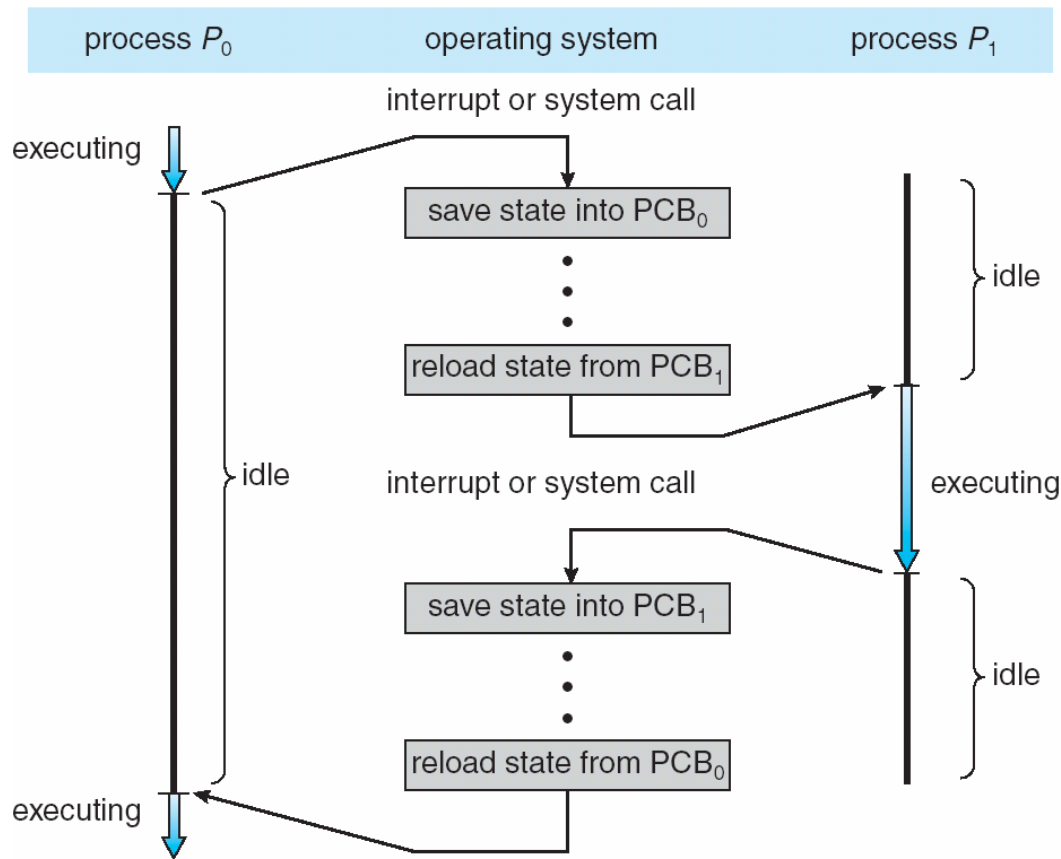 process P₀ operating system process P₁
interrupt or system call
executing
save state into PCB₀
idle
reload state from PCB₁
idle
interrupt or system call
executing
save state into PCB₁
idle
reload state from PCB₀
executing